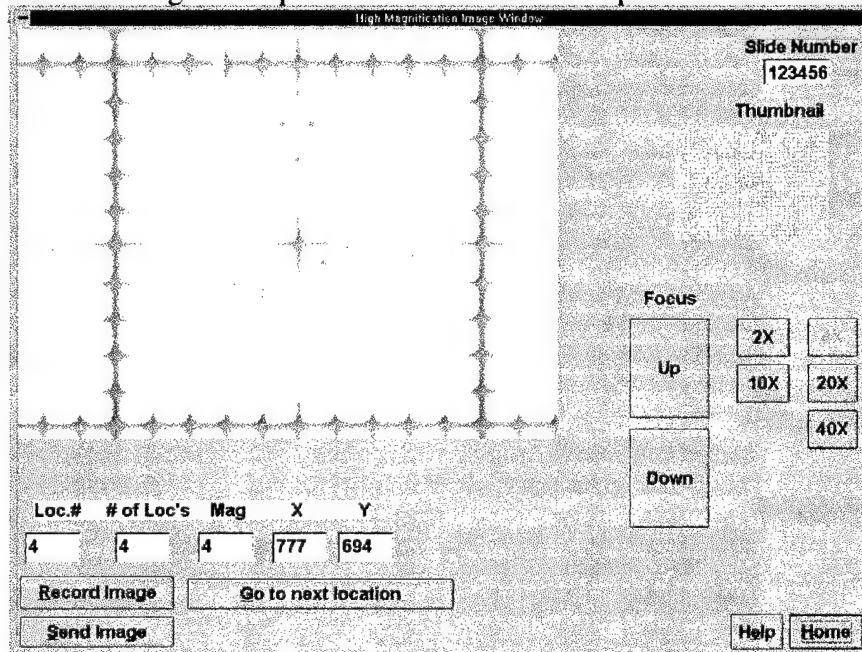 High Magnification Image Window
Slide Number
123456
Thumbnail
Focus
Up
Down
2X
10X 20X
40X
Loc.# # of Loc's Mag X Y
4 4 4 777 694
Record Image Go to next location
Send Image
Help Home